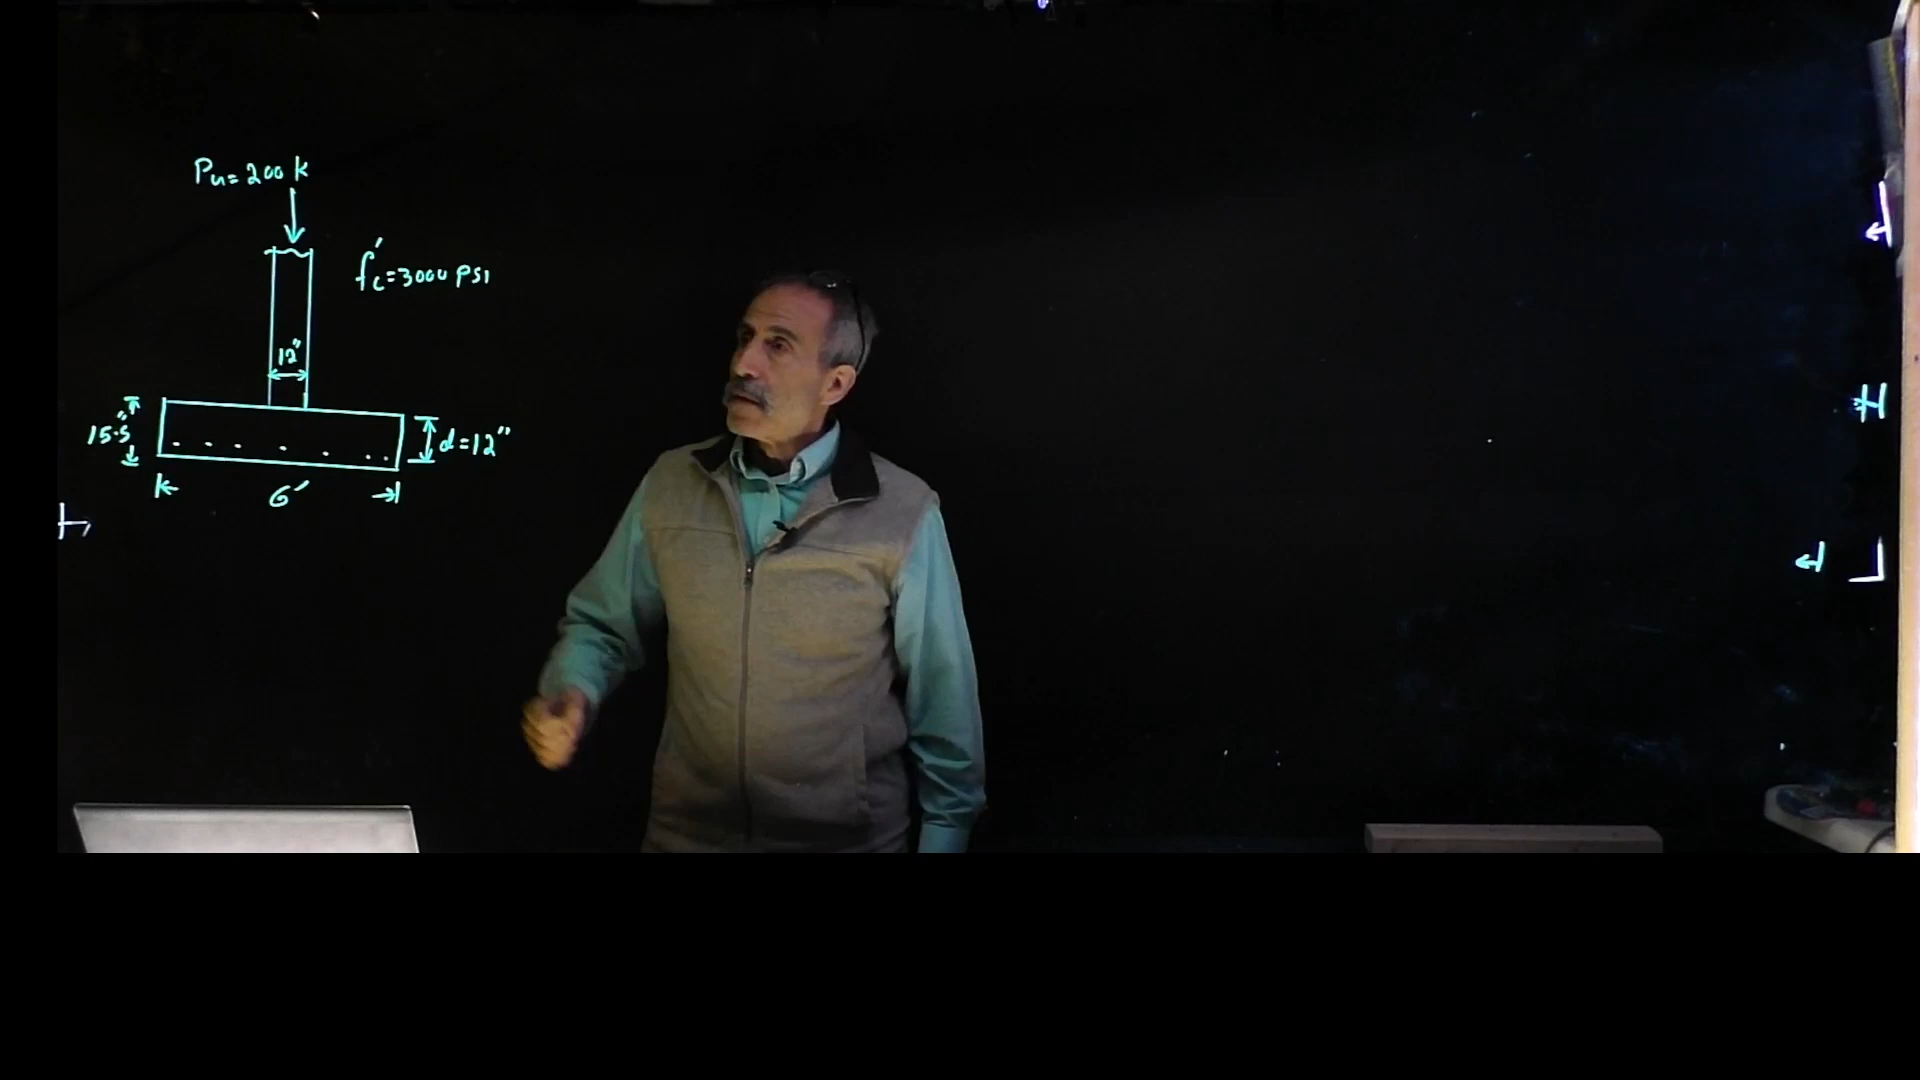 Pu = 200 k
f'c = 3000 psi
12"
15.5"
d = 12"
6'